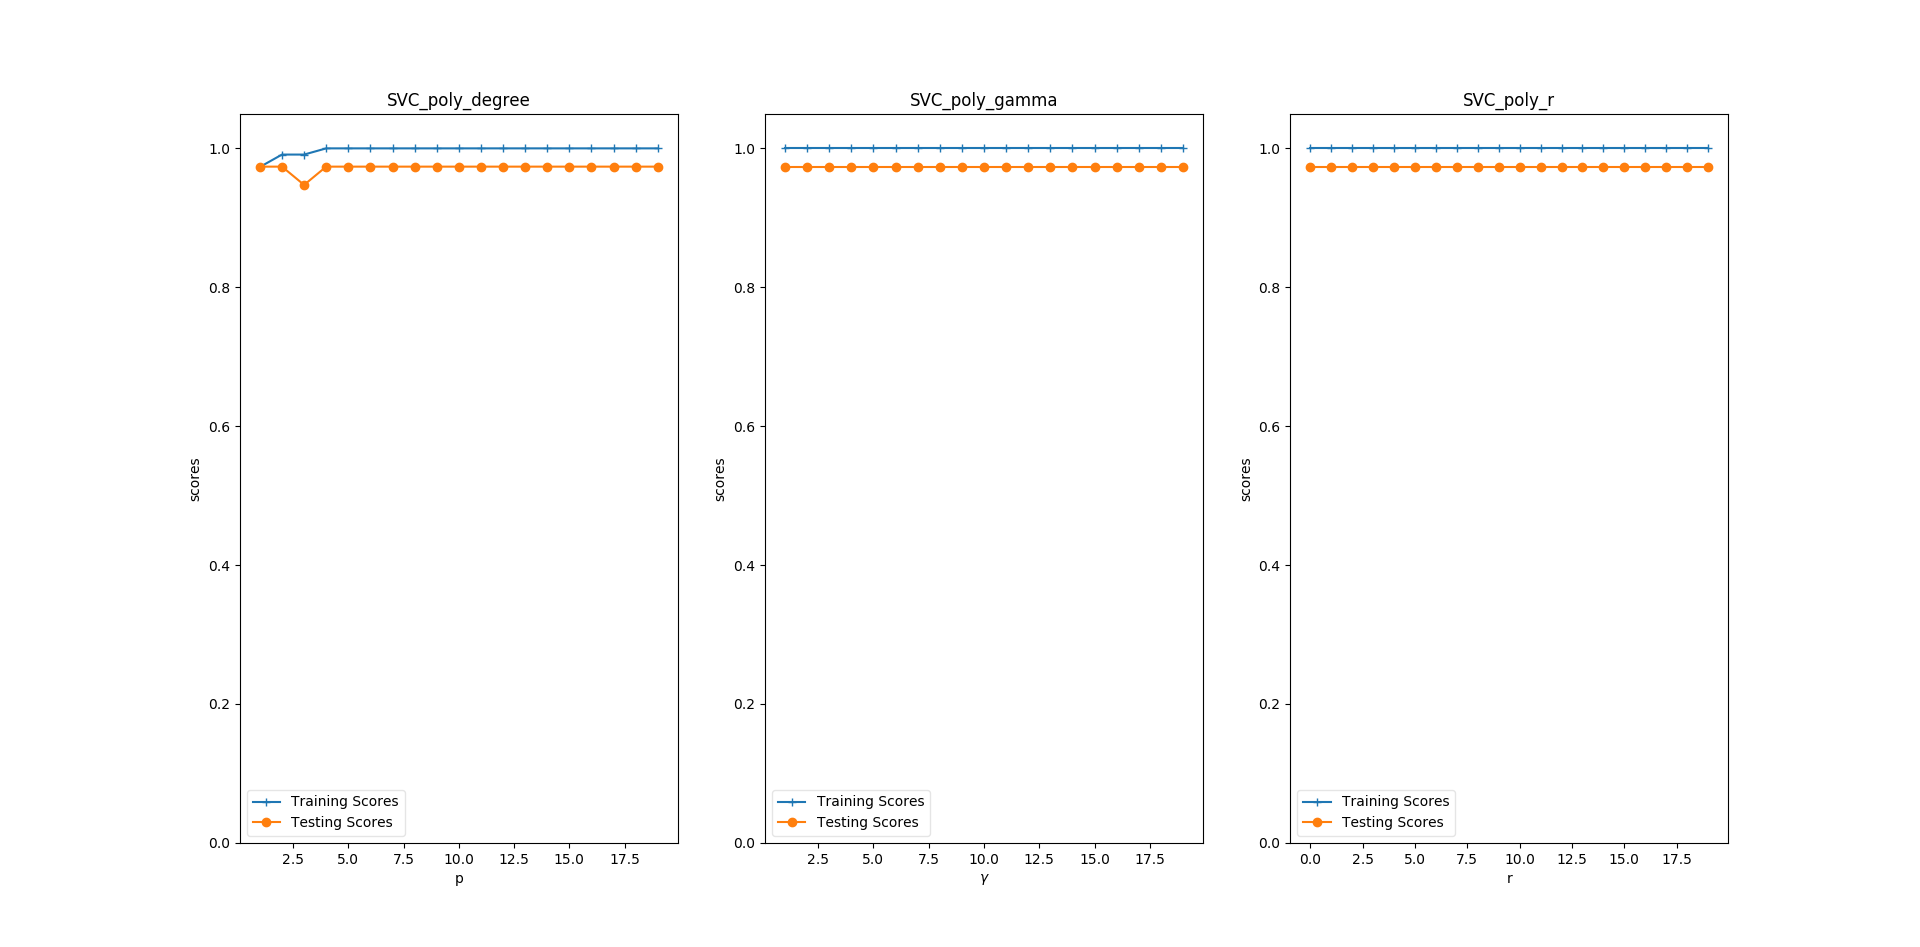 SVC_poly_degree
1.0
0.8
0.6
0.4
0.2
0.0
scores
Training Scores
Testing Scores
2.5 5.0 7.5 10.0 12.5 15.0 17.5
p
SVC_poly_gamma
1.0
0.8
0.6
0.4
0.2
0.0
scores
Training Scores
Testing Scores
2.5 5.0 7.5 10.0 12.5 15.0 17.5
γ
SVC_poly_r
1.0
0.8
0.6
0.4
0.2
0.0
scores
Training Scores
Testing Scores
0.0 2.5 5.0 7.5 10.0 12.5 15.0 17.5
r